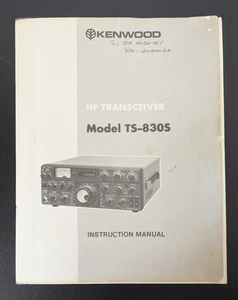 KENWOOD
HF TRANSCEIVER
Model TS-830S
INSTRUCTION MANUAL